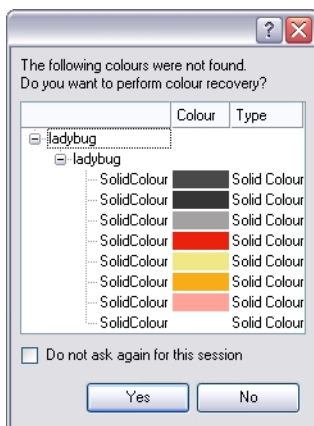 ?
The following colours were not found.
Do you want to perform colour recovery?
Colour Type
ladybug
ladybug
SolidColour Solid Colour
SolidColour Solid Colour
SolidColour Solid Colour
SolidColour Solid Colour
SolidColour Solid Colour
SolidColour Solid Colour
SolidColour Solid Colour
SolidColour Solid Colour
Do not ask again for this session
Yes No